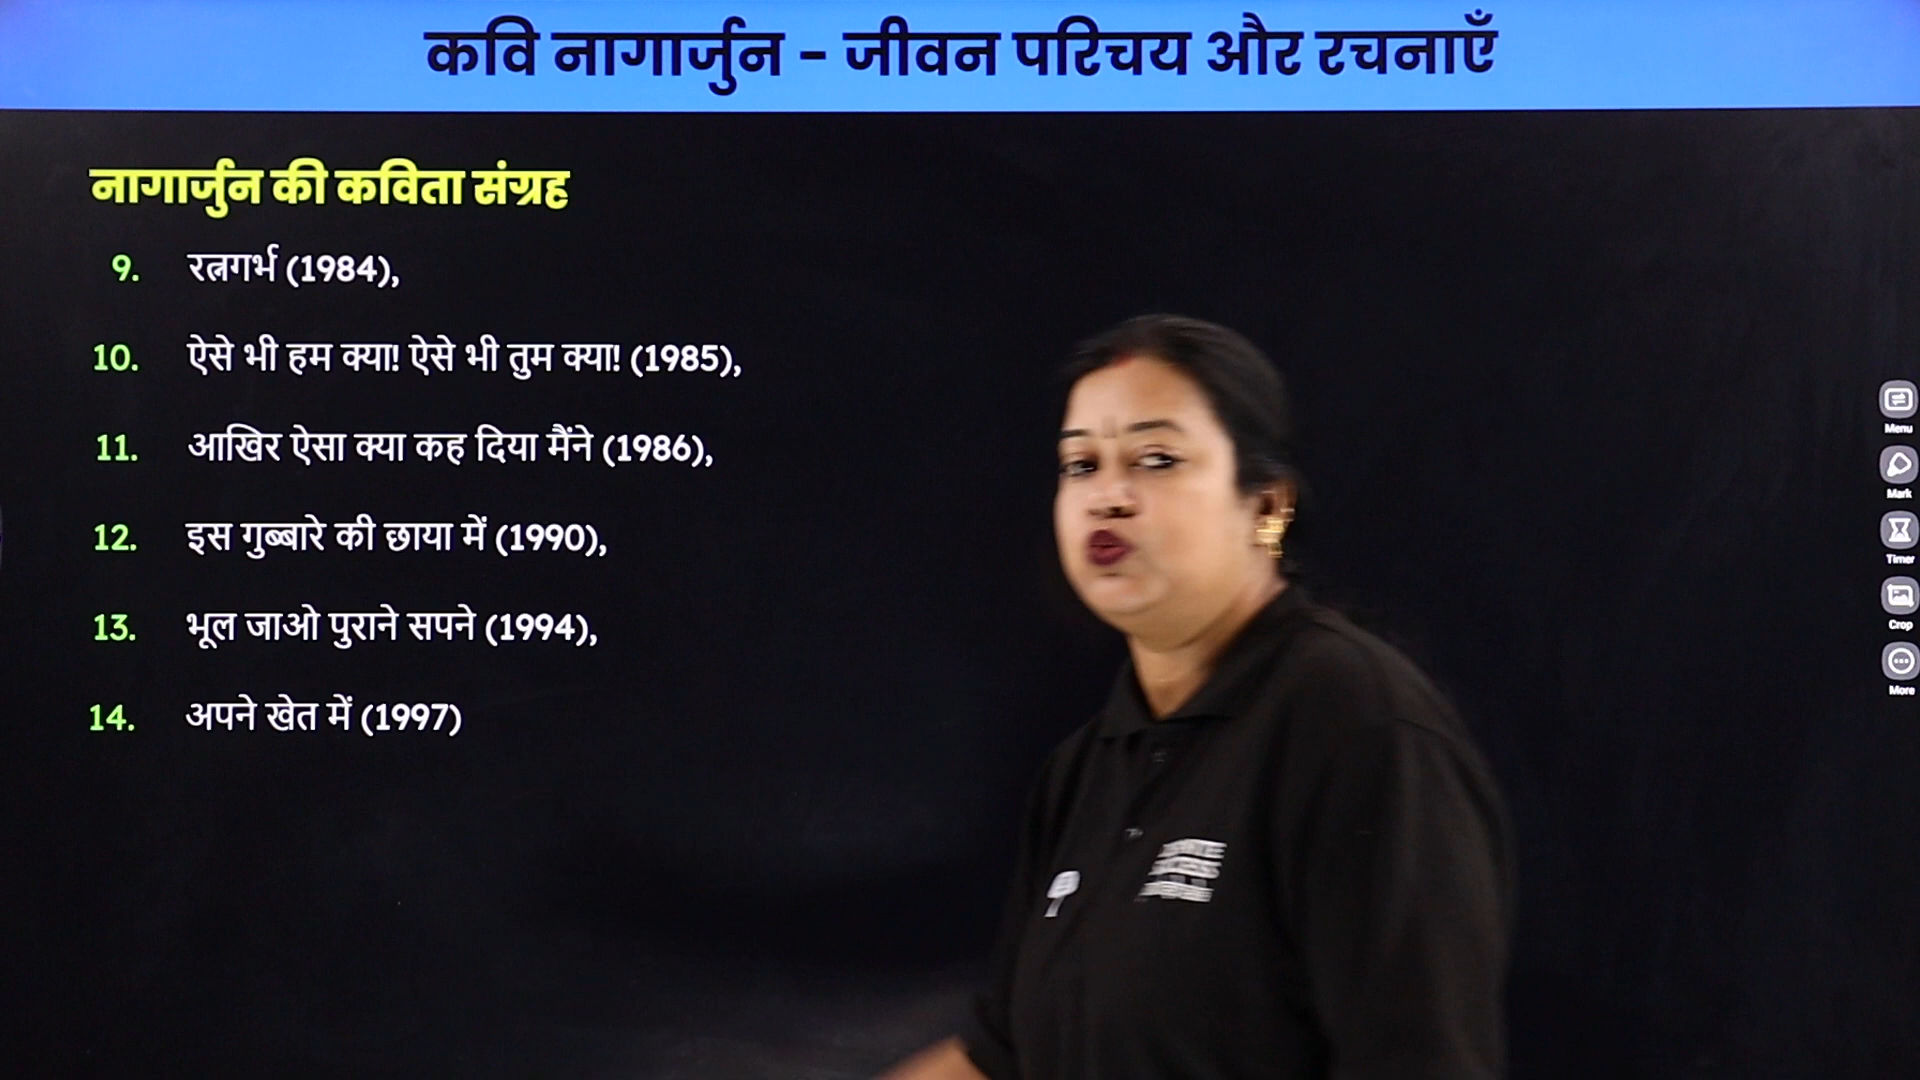 कवि नागार्जुन - जीवन परिचय और रचनाएँ
नागार्जुन की कविता संग्रह
9. रत्नगर्भ (1984),
10. ऐसे भी हम क्या! ऐसे भी तुम क्या! (1985),
11. आखिर ऐसा क्या कह दिया मैंने (1986),
12. इस गुब्बारे की छाया में (1990),
13. भूल जाओ पुराने सपने (1994),
14. अपने खेत में (1997)
Menu
Mark
Timer
Crop
More